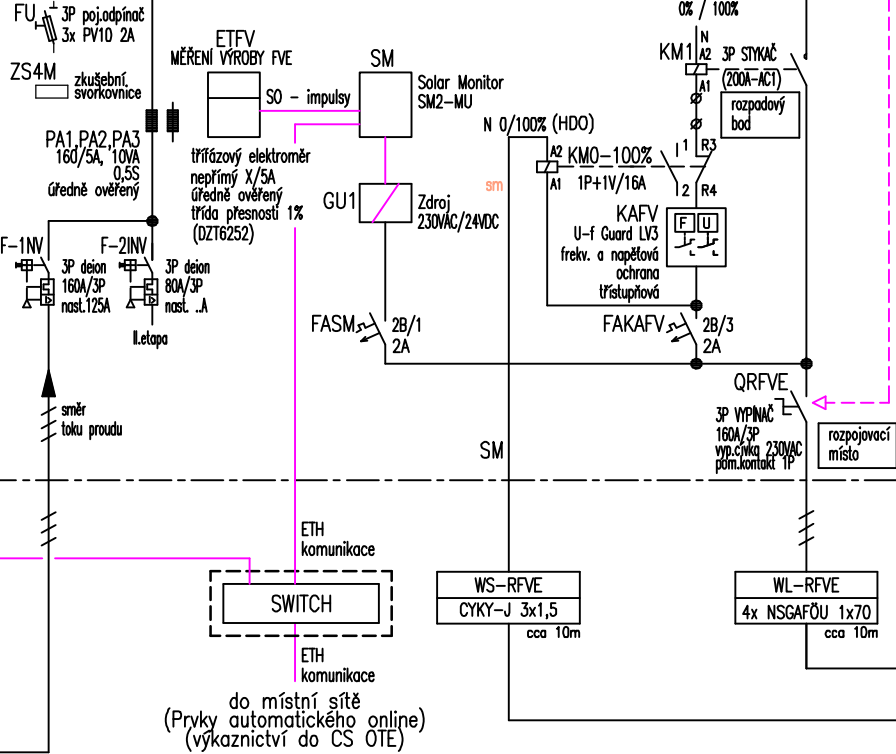 FU
3P poj.odpínač
3x PV10 2A
ZS4M
zkušební
svorkovnice
PA1,PA2,PA3
160/5A, 10VA
0,5S
úředně ověřený
F-1NV
3P deion
160A/3P
nast.125A
F-2INV
3P deion
80A/3P
nast. ..A
II.etapa
směr
toku proudu
ETFV
MĚŘENÍ VÝROBY FVE
SO - impulsy
třífázový elektroměr
nepřímý X/5A
úředně ověřený
třída přesnosti 1%
(DZT6252)
SM
Solar Monitor
SM2-MU
GU1
Zdroj
230VAC/24VDC
FASM
2B/1
2A
sm
N 0/100% (HDO)
A2
A1
KM0-100%
1P+1V/16A
1
2
R3
R4
0% / 100%
N
KM1
A2
A1
3P STYKAČ
(200A-AC1)
rozpadový
bod
KAFV
U-f Guard LV3
frekv. a napěťová
ochrana
třístupňová
F U
FAKAFV
2B/3
2A
QRFVE
3P VYPÍNAČ
160A/3P
vyp.cívka 230VAC
pom.kontakt 1P
rozpojovací
místo
SM
ETH
komunikace
SWITCH
ETH
komunikace
do místní sítě
(Prvky automatického online)
(výkaznictví do CS OTE)
WS-RFVE
CYKY-J 3x1,5
cca 10m
WL-RFVE
4x NSGAFÖU 1x70
cca 10m